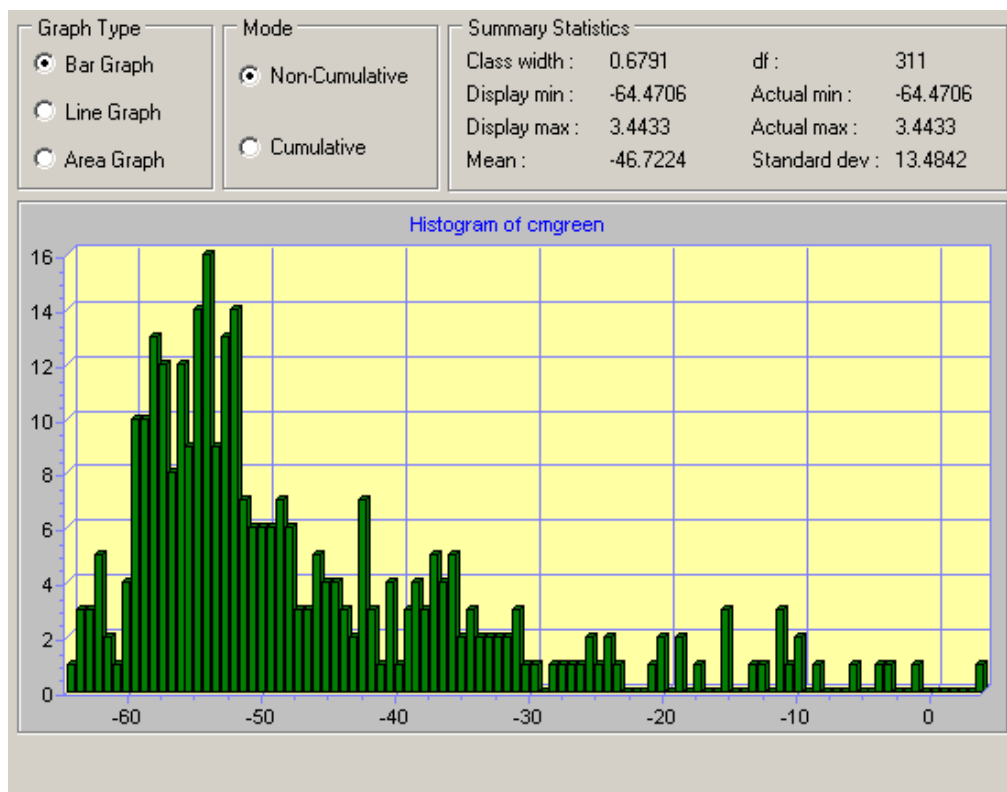 Graph Type
Bar Graph
Line Graph
Area Graph
Mode
Non-Cumulative
Cumulative
Summary Statistics
Class width : 0.6791 df : 311
Display min : -64.4706 Actual min : -64.4706
Display max : 3.4433 Actual max : 3.4433
Mean : -46.7224 Standard dev : 13.4842
Histogram of cmgreen
16
14
12
10
8
6
4
2
0
-60 -50 -40 -30 -20 -10 0